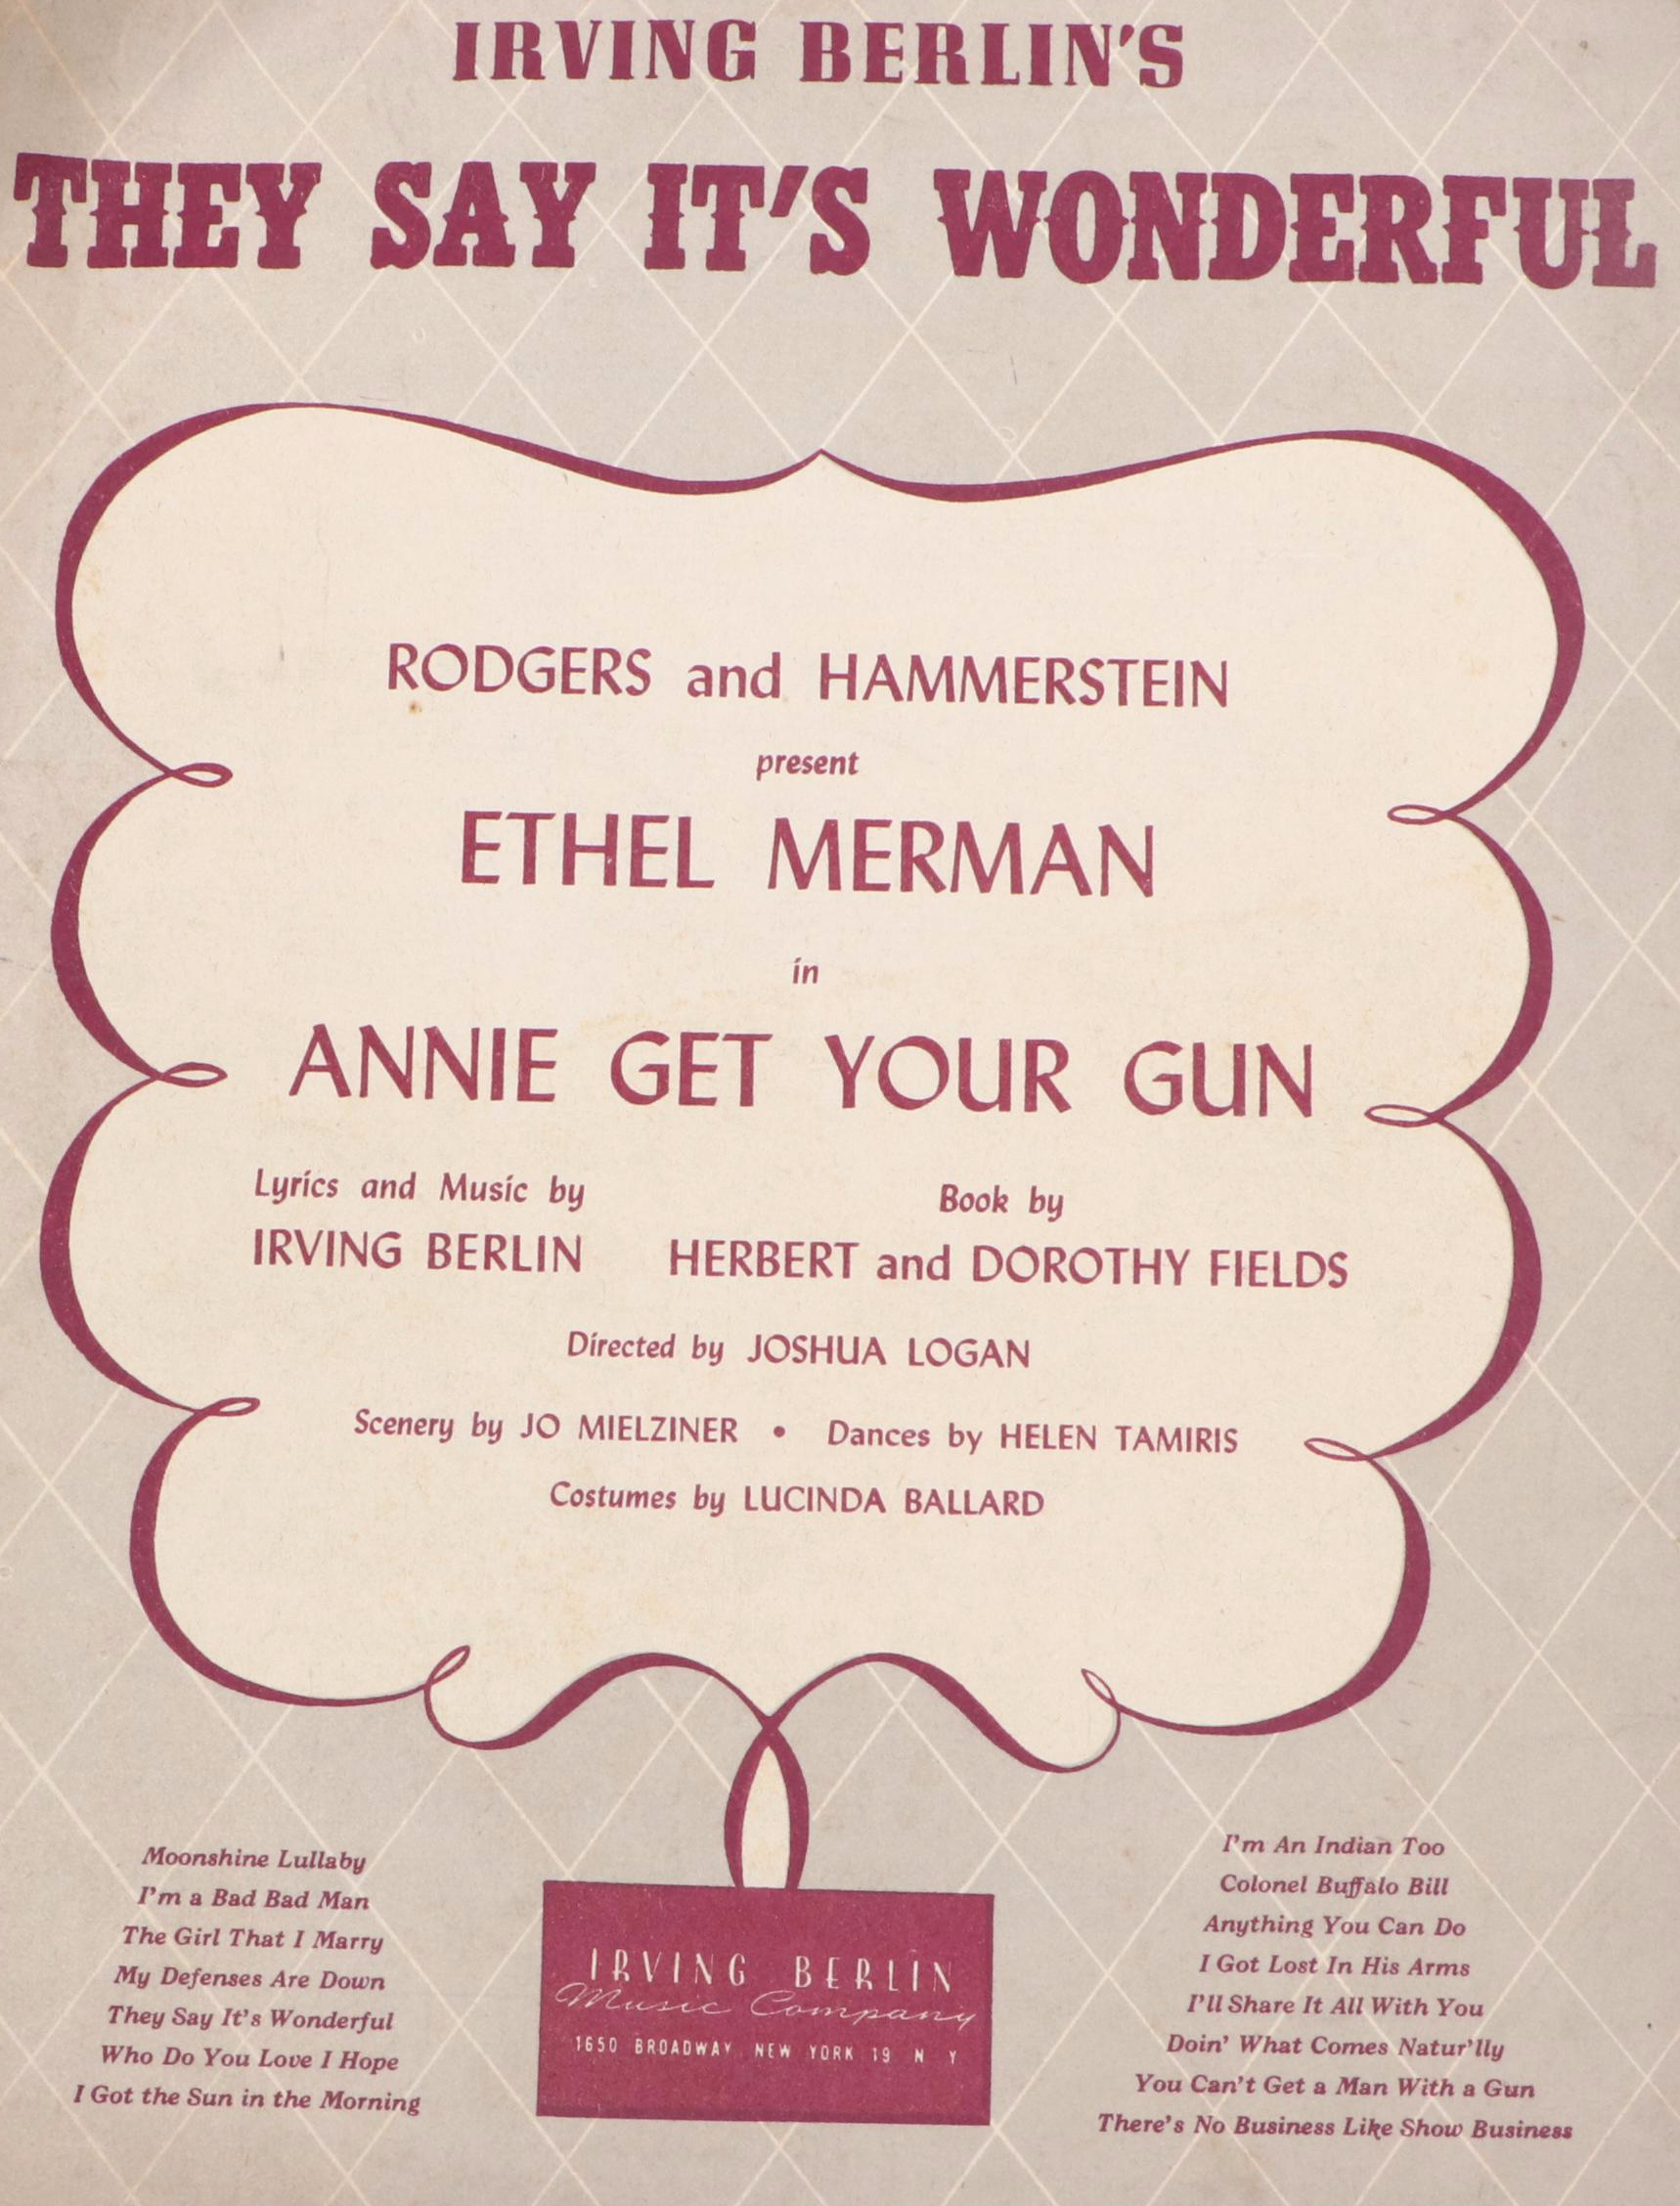 IRVING BERLIN'S
THEY SAY IT'S WONDERFUL
RODGERS and HAMMERSTEIN
present
ETHEL MERMAN
in
ANNIE GET YOUR GUN
Lyrics and Music by
IRVING BERLIN
Book by
HERBERT and DOROTHY FIELDS
Directed by JOSHUA LOGAN
Scenery by JO MIELZINER • Dances by HELEN TAMIRIS
Costumes by LUCINDA BALLARD
Moonshine Lullaby
I'm a Bad Bad Man
The Girl That I Marry
My Defenses Are Down
They Say It's Wonderful
Who Do You Love I Hope
I Got the Sun in the Morning
IRVING BERLIN
Music Company
1650 BROADWAY, NEW YORK 19 N Y
I'm An Indian Too
Colonel Buffalo Bill
Anything You Can Do
I Got Lost In His Arms
I'll Share It All With You
Doin' What Comes Natur'lly
You Can't Get a Man With a Gun
There's No Business Like Show Business